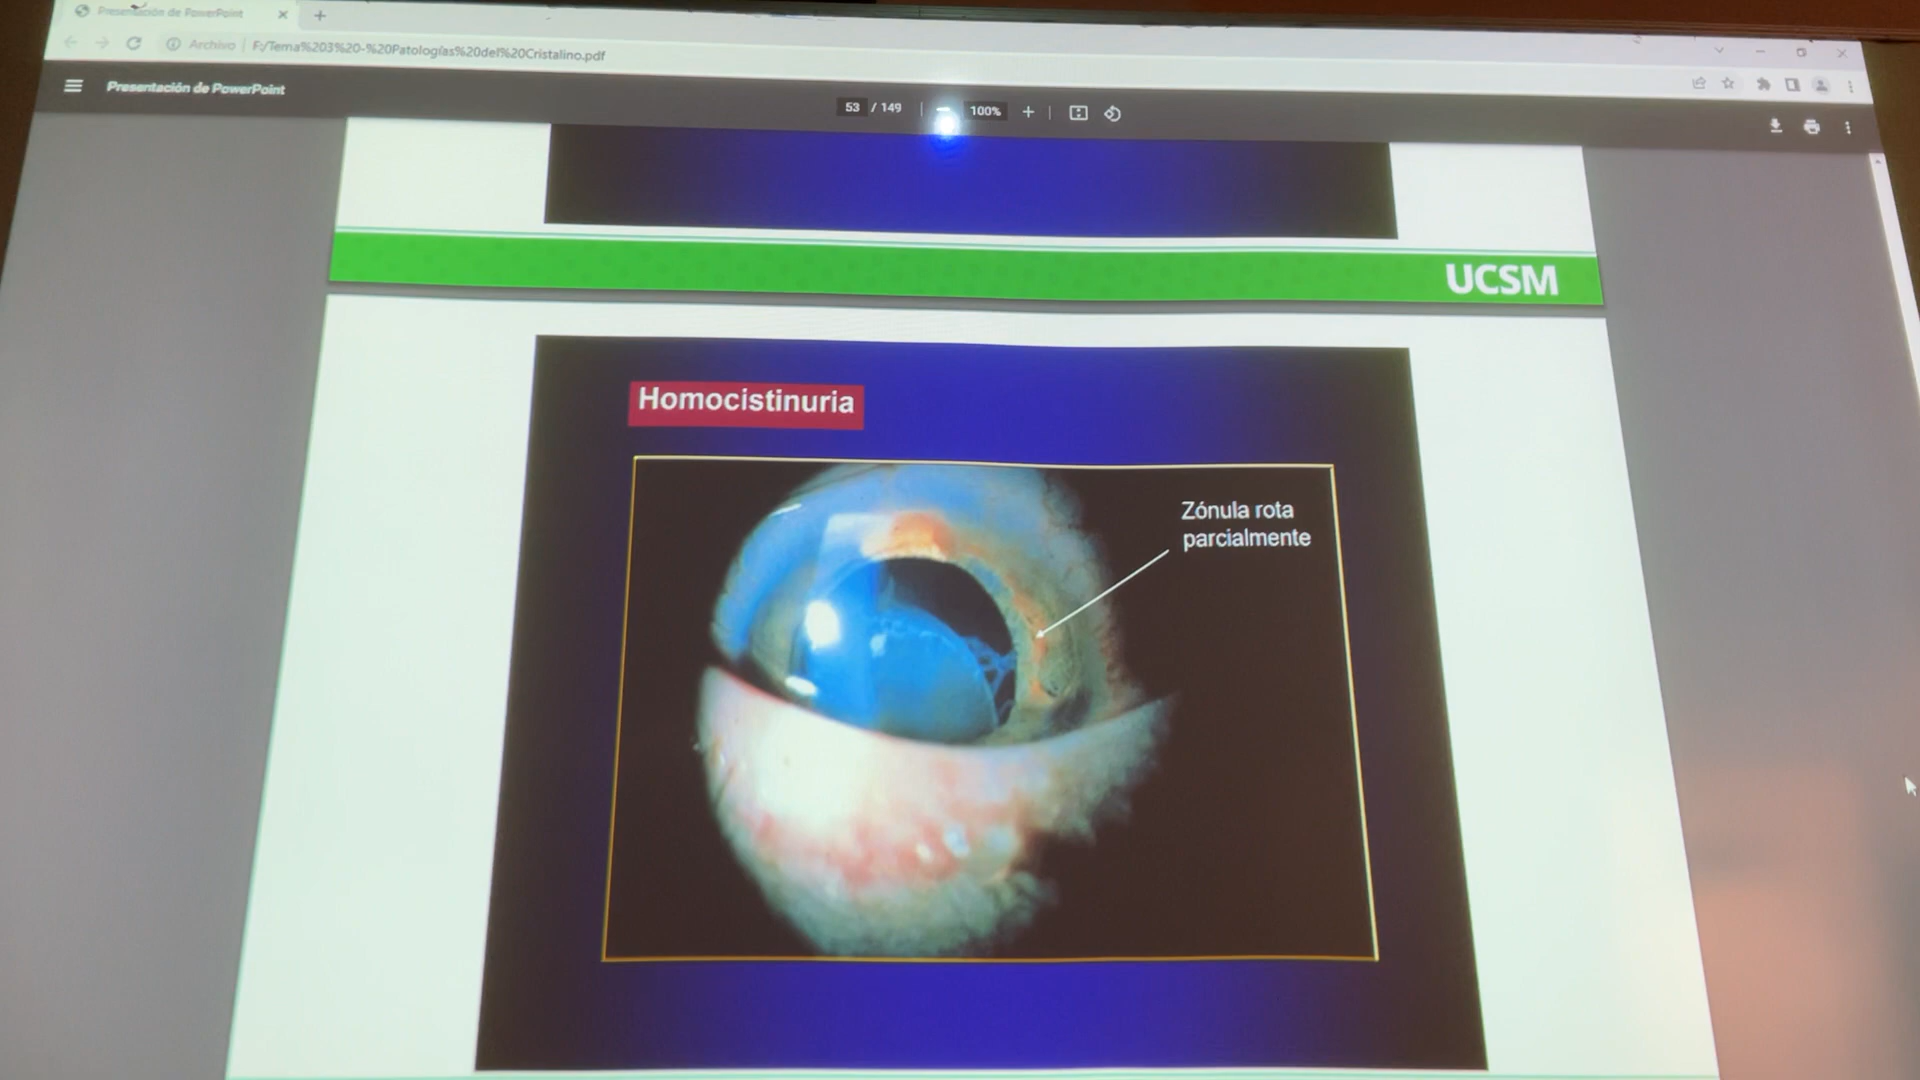 Presentación de PowerPoint
Archivo
F:/Tema%203%20-%20Patologías%20del%20Cristalino.pdf
Presentación de PowerPoint
53 / 149
100%
UCSM
Homocistinuria
Zónula rota
parcialmente